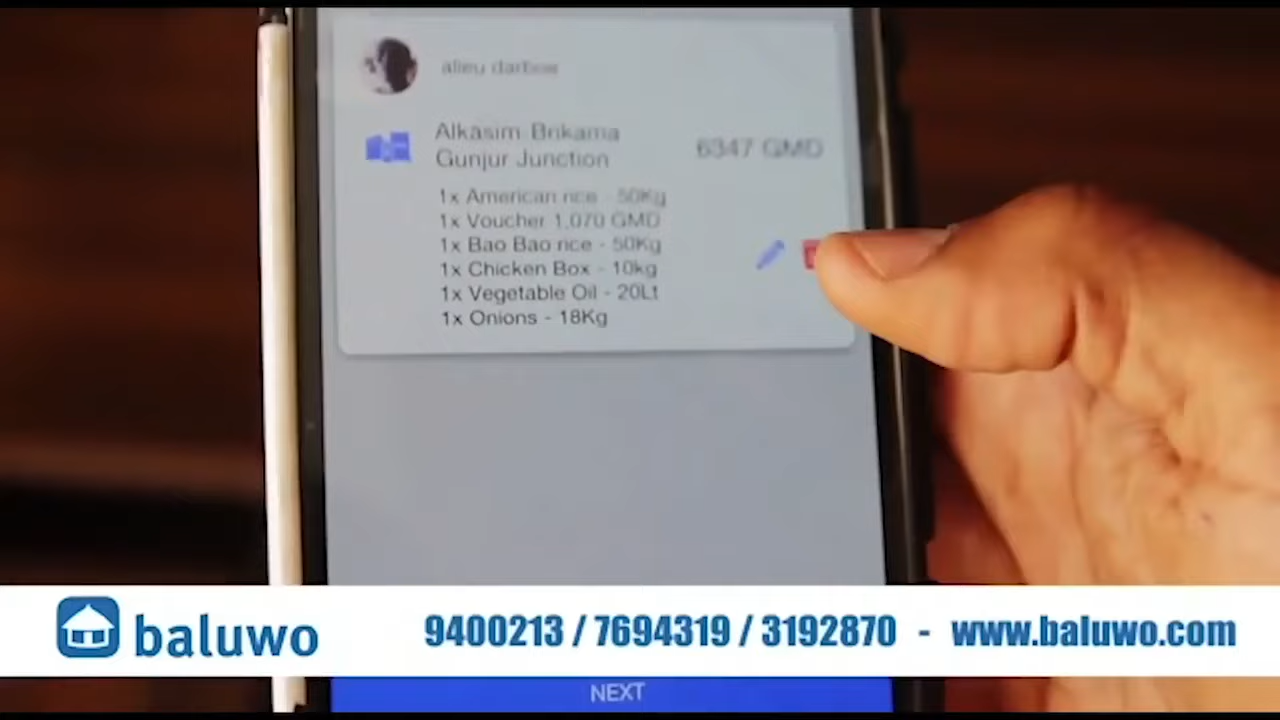 alieu darboe
Alkasim-Brikama
Gunjur Junction
6347 GMD
1x American rice - 50Kg
1x Voucher 1,070 GMD
1x Bao Bao rice - 50Kg
1x Chicken Box - 10kg
1x Vegetable Oil - 20Lt
1x Onions - 18Kg
baluwo
9400213 / 7694319 / 3192870 - www.baluwo.com
NEXT